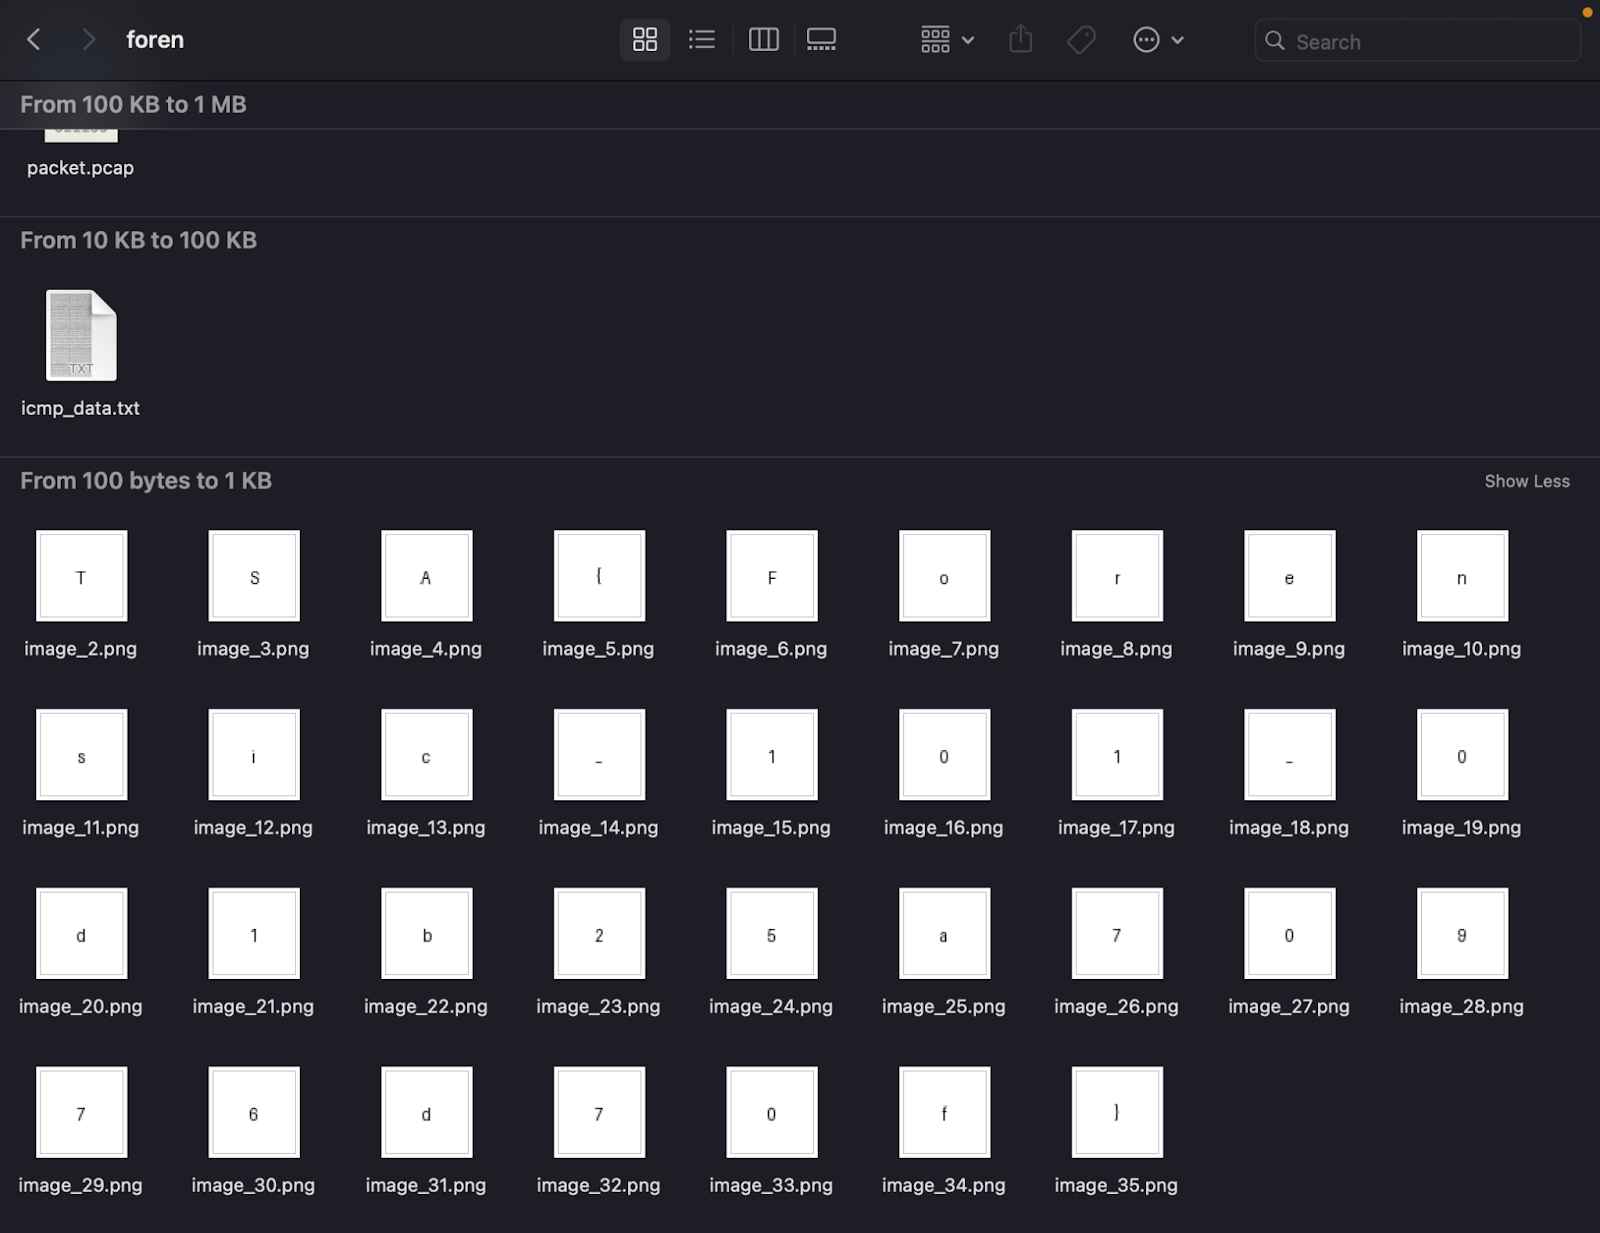 foren
Search
From 100 KB to 1 MB
packet.pcap
From 10 KB to 100 KB
TXT
icmp_data.txt
From 100 bytes to 1 KB Show Less
T S A { F o r e n
image_2.png image_3.png image_4.png image_5.png image_6.png image_7.png image_8.png image_9.png image_10.png
s i c _ 1 0 1 _ 0
image_11.png image_12.png image_13.png image_14.png image_15.png image_16.png image_17.png image_18.png image_19.png
d 1 b 2 5 a 7 0 9
image_20.png image_21.png image_22.png image_23.png image_24.png image_25.png image_26.png image_27.png image_28.png
7 6 d 7 0 f }
image_29.png image_30.png image_31.png image_32.png image_33.png image_34.png image_35.png